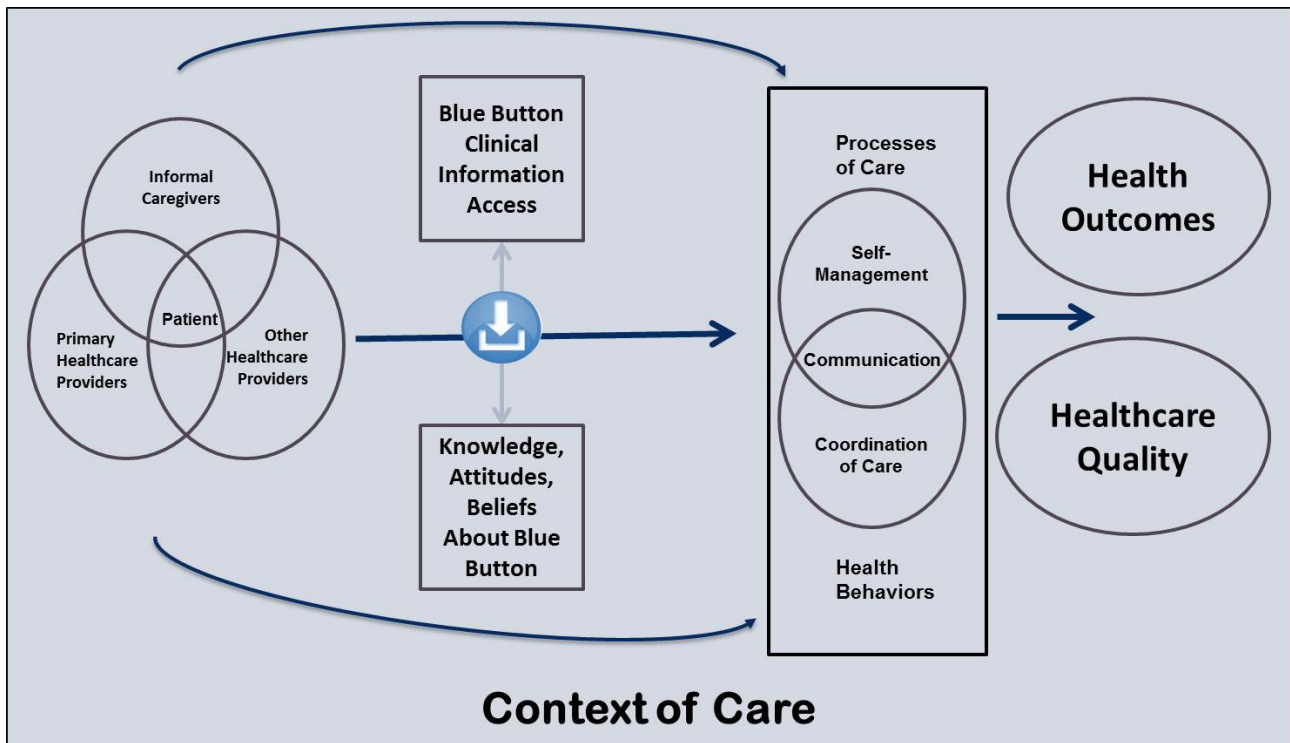 Informal
Caregivers
Patient
Primary
Healthcare
Providers
Other
Healthcare
Providers
Blue Button
Clinical
Information
Access
Knowledge,
Attitudes,
Beliefs
About Blue
Button
Processes
of Care
Self-
Management
Communication
Coordination
of Care
Health
Behaviors
Health
Outcomes
Healthcare
Quality
Context of Care